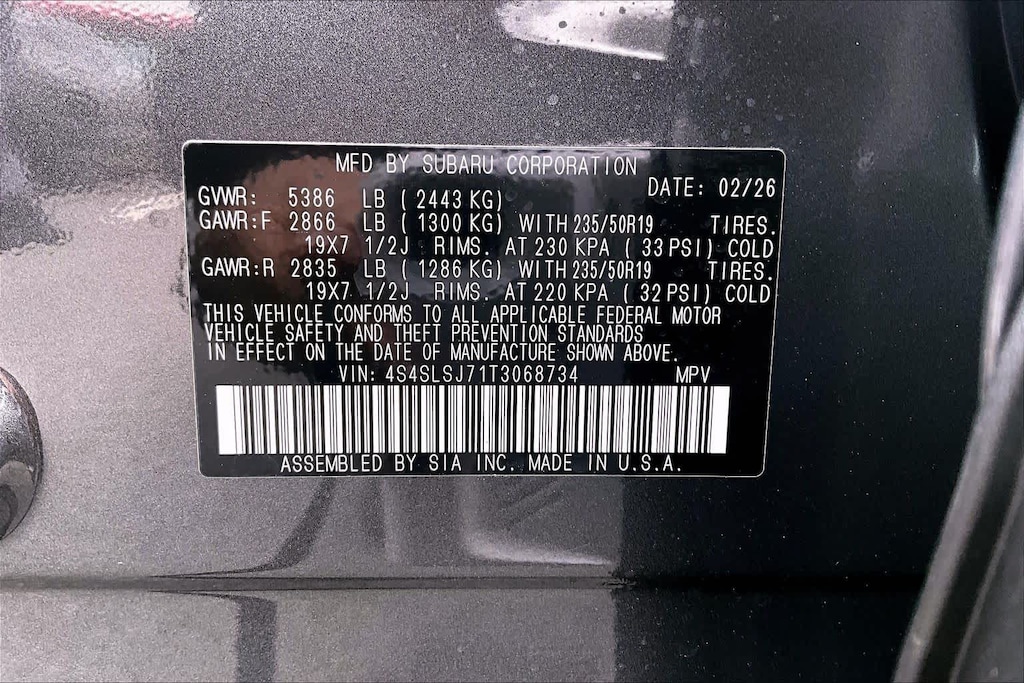 MFD BY SUBARU CORPORATION
DATE: 02/26
GVWR: 5386 LB (2443 KG)
GAWR:F 2866 LB (1300 KG) WITH 235/50R19 TIRES.
19X7 1/2J RIMS. AT 230 KPA (33 PSI) COLD
GAWR:R 2835 LB (1286 KG) WITH 235/50R19 TIRES.
19X7 1/2J RIMS. AT 220 KPA (32 PSI) COLD
THIS VEHICLE CONFORMS TO ALL APPLICABLE FEDERAL MOTOR
VEHICLE SAFETY AND THEFT PREVENTION STANDARDS
IN EFFECT ON THE DATE OF MANUFACTURE SHOWN ABOVE.
VIN: 4S4SLSJ71T3068734 MPV
ASSEMBLED BY SIA INC. MADE IN U.S.A.